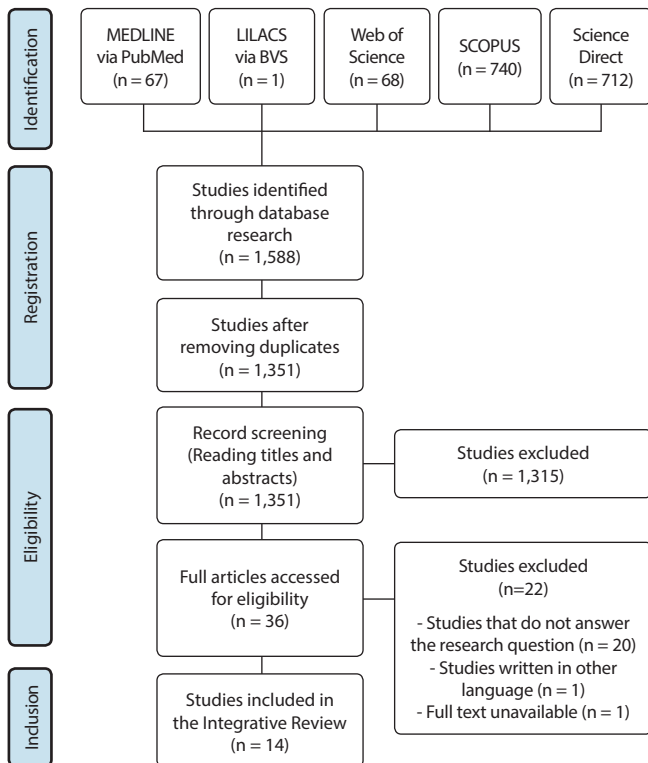 Identification
MEDLINE
via PubMed
(n = 67)
LILACS
via BVS
(n = 1)
Web of
Science
(n = 68)
SCOPUS
(n = 740)
Science
Direct
(n = 712)
Registration
Studies identified
through database
research
(n = 1,588)
Studies after
removing duplicates
(n = 1,351)
Eligibility
Record screening
(Reading titles and
abstracts)
(n = 1,351)
Studies excluded
(n = 1,315)
Full articles accessed
for eligibility
(n = 36)
Studies excluded
(n=22)
- Studies that do not answer
the research question (n = 20)
- Studies written in other
language (n = 1)
- Full text unavailable (n = 1)
Inclusion
Studies included in
the Integrative Review
(n = 14)